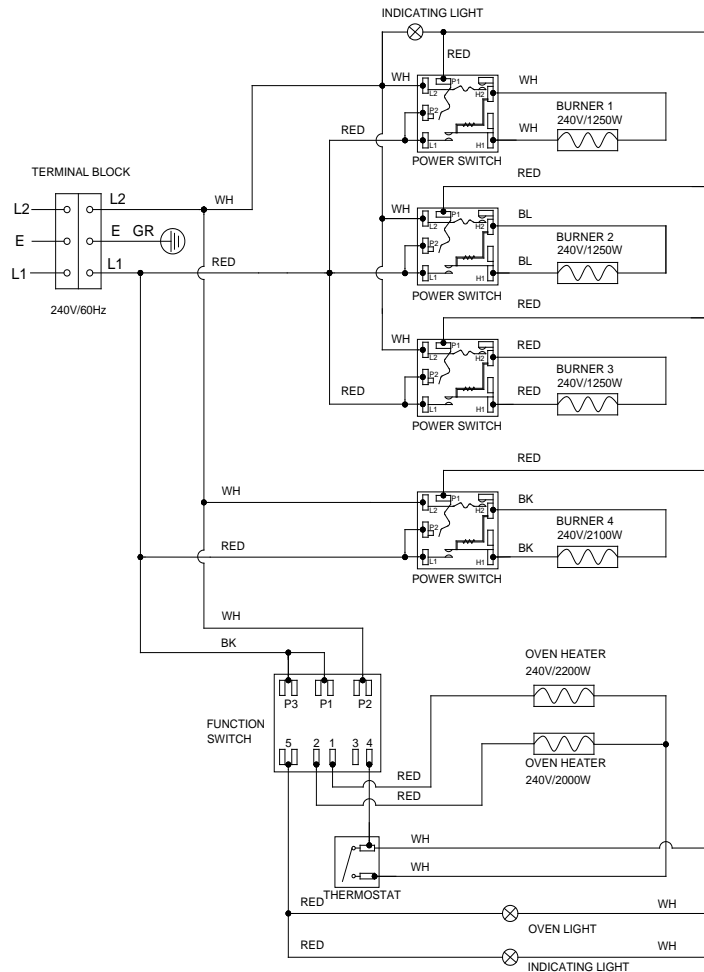 INDICATING LIGHT
RED
WH
P1
L2
H2
WH
BURNER 1
240V/1250W
P2
RED
L1
H1
WH
POWER SWITCH
TERMINAL BLOCK
RED
L2
L2
WH
WH
P1
L2
H2
BL
BURNER 2
240V/1250W
E
E GR
P2
L1
L1
RED
L1
H1
BL
POWER SWITCH
240V/60Hz
RED
WH
P1
L2
H2
RED
BURNER 3
240V/1250W
P2
RED
L1
H1
RED
POWER SWITCH
RED
WH
P1
L2
H2
BK
BURNER 4
240V/2100W
P2
RED
L1
H1
BK
POWER SWITCH
WH
BK
OVEN HEATER
240V/2200W
P3 P1 P2
FUNCTION
SWITCH
5 2 1 3 4
OVEN HEATER
240V/2000W
RED
RED
WH
WH
THERMOSTAT
RED
WH
OVEN LIGHT
RED
WH
INDICATING LIGHT